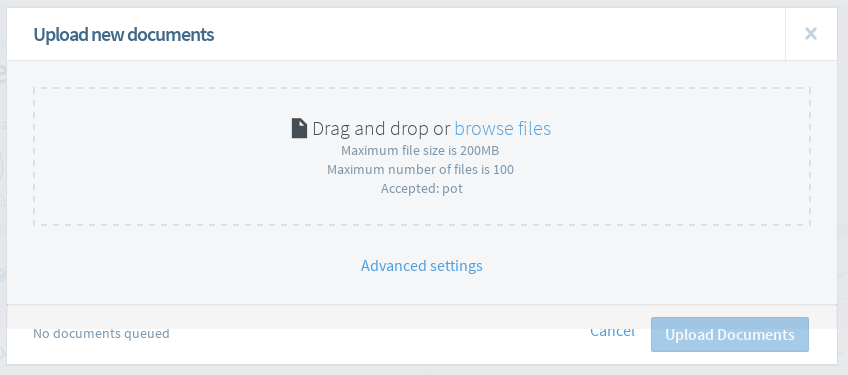 Upload new documents
Drag and drop or browse files
Maximum file size is 200MB
Maximum number of files is 100
Accepted: pot
Advanced settings
No documents queued
Cancel
Upload Documents